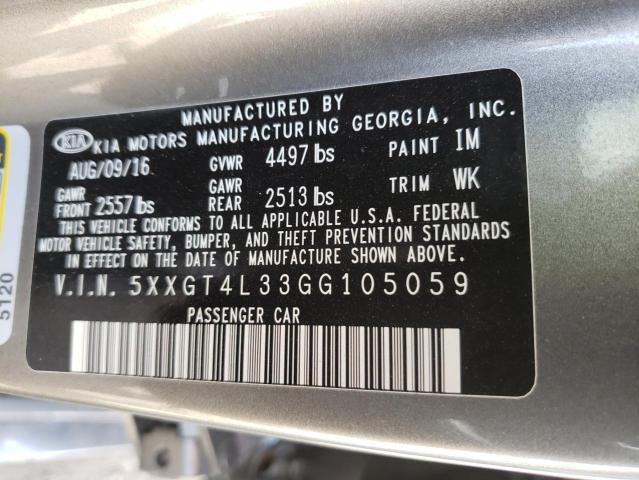 MANUFACTURED BY
KIA KIA MOTORS MANUFACTURING GEORGIA, INC.
AUG/09/16 GVWR 4497 lbs PAINT IM
GAWR FRONT 2557 lbs GAWR REAR 2513 lbs TRIM WK
THIS VEHICLE CONFORMS TO ALL APPLICABLE U.S.A. FEDERAL
MOTOR VEHICLE SAFETY, BUMPER, AND THEFT PREVENTION STANDARDS
IN EFFECT ON THE DATE OF MANUFACTURE SHOWN ABOVE.
V.I.N. 5XXGT4L33GG105059
PASSENGER CAR
5120